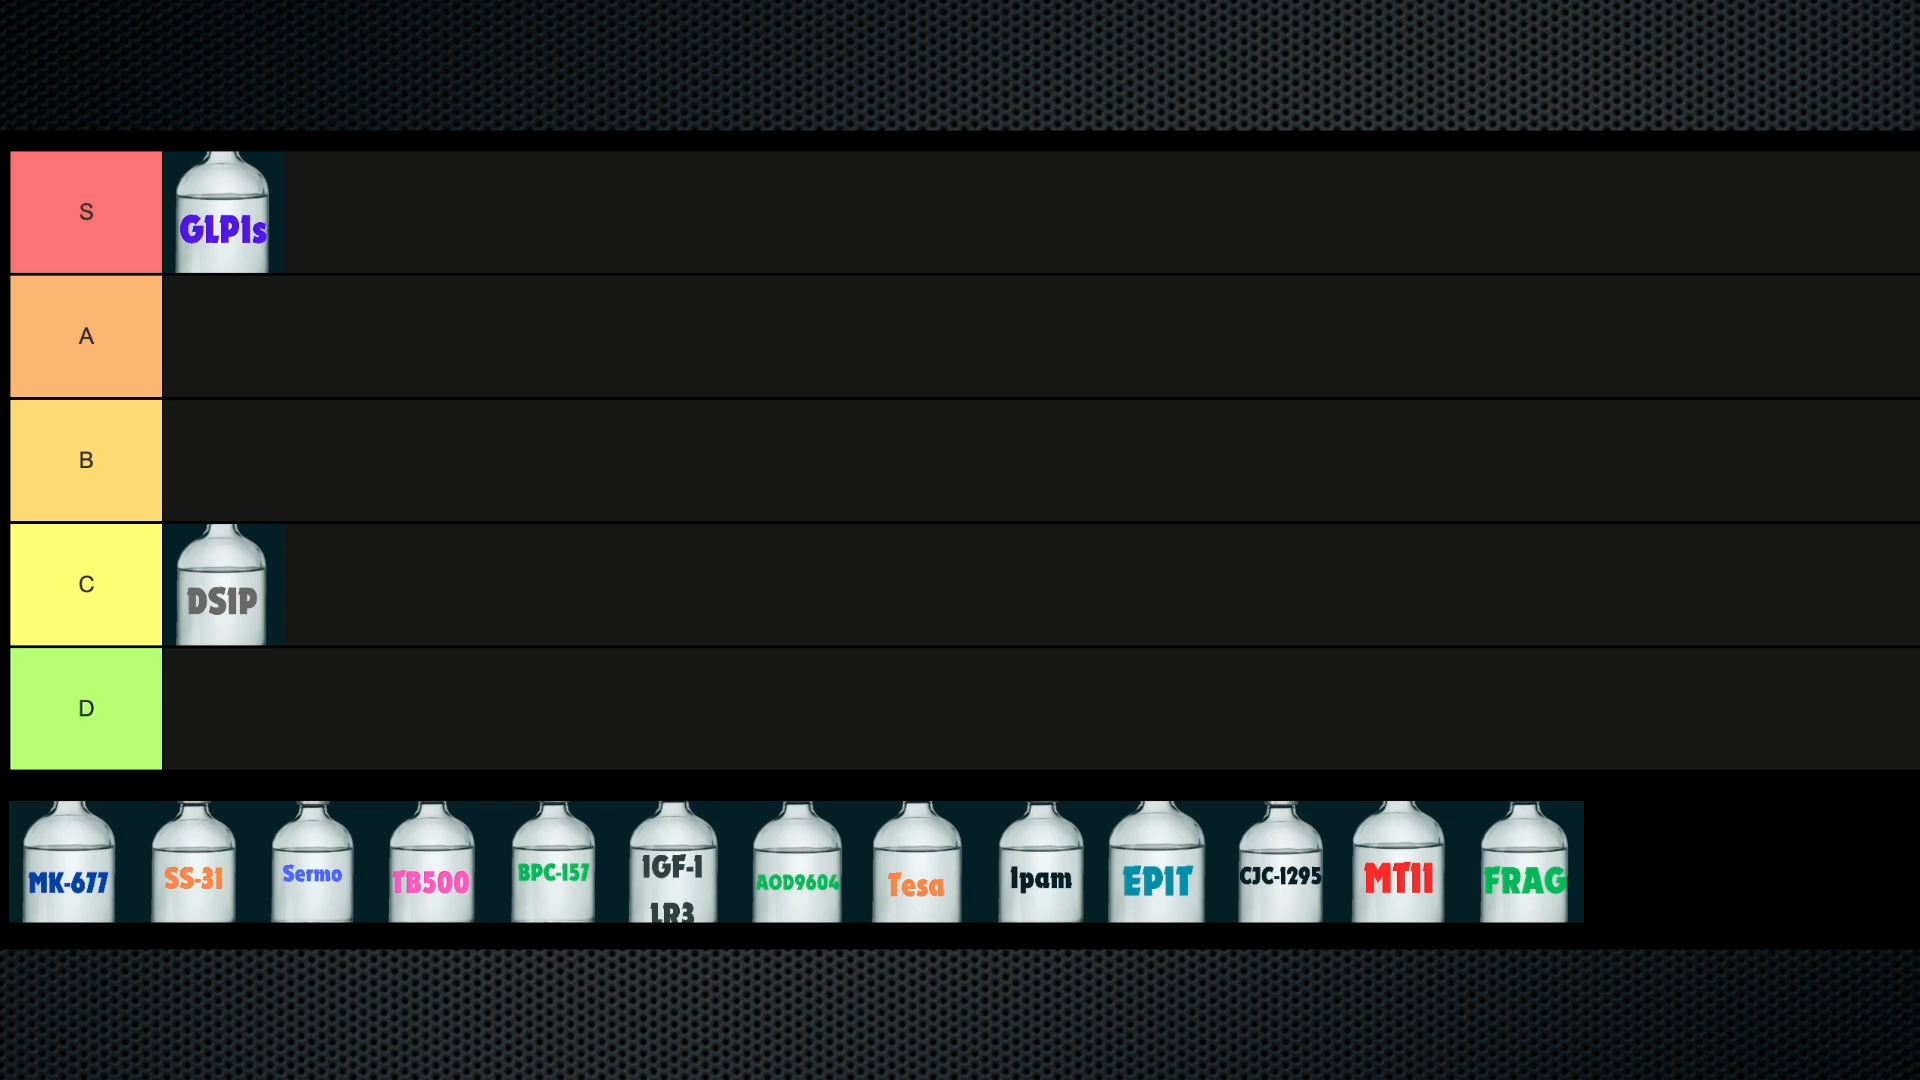 S
GLP1s
A
B
C
DSIP
D
MK-677
SS-31
Sermo
TB500
BPC-157
IGF-1
LR3
AOD9604
Tesa
Ipam
EPIT
CJC-1295
MTII
FRAG